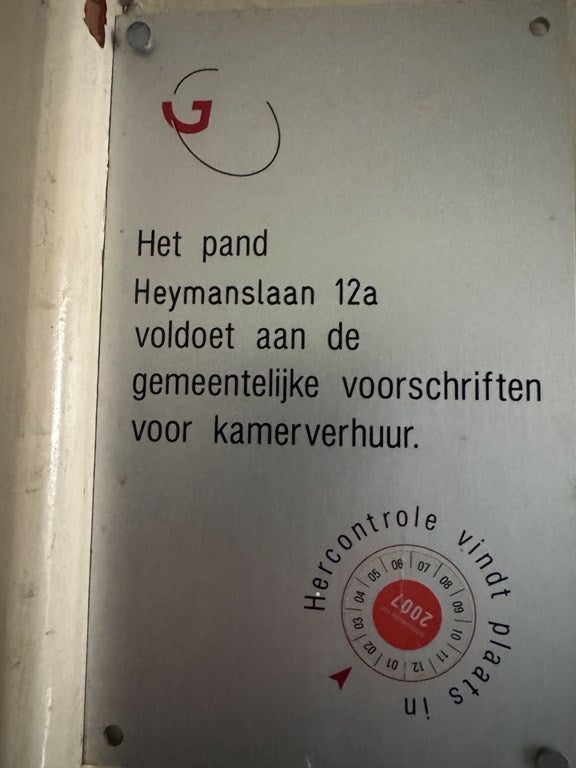 G
Het pand
Heymanslaan 12a
voldoet aan de
gemeentelijke voorschriften
voor kamerverhuur.
Hercontrole vindt plaats in
01 02 03 04 05 06 07 08 09 10 11 12
2007